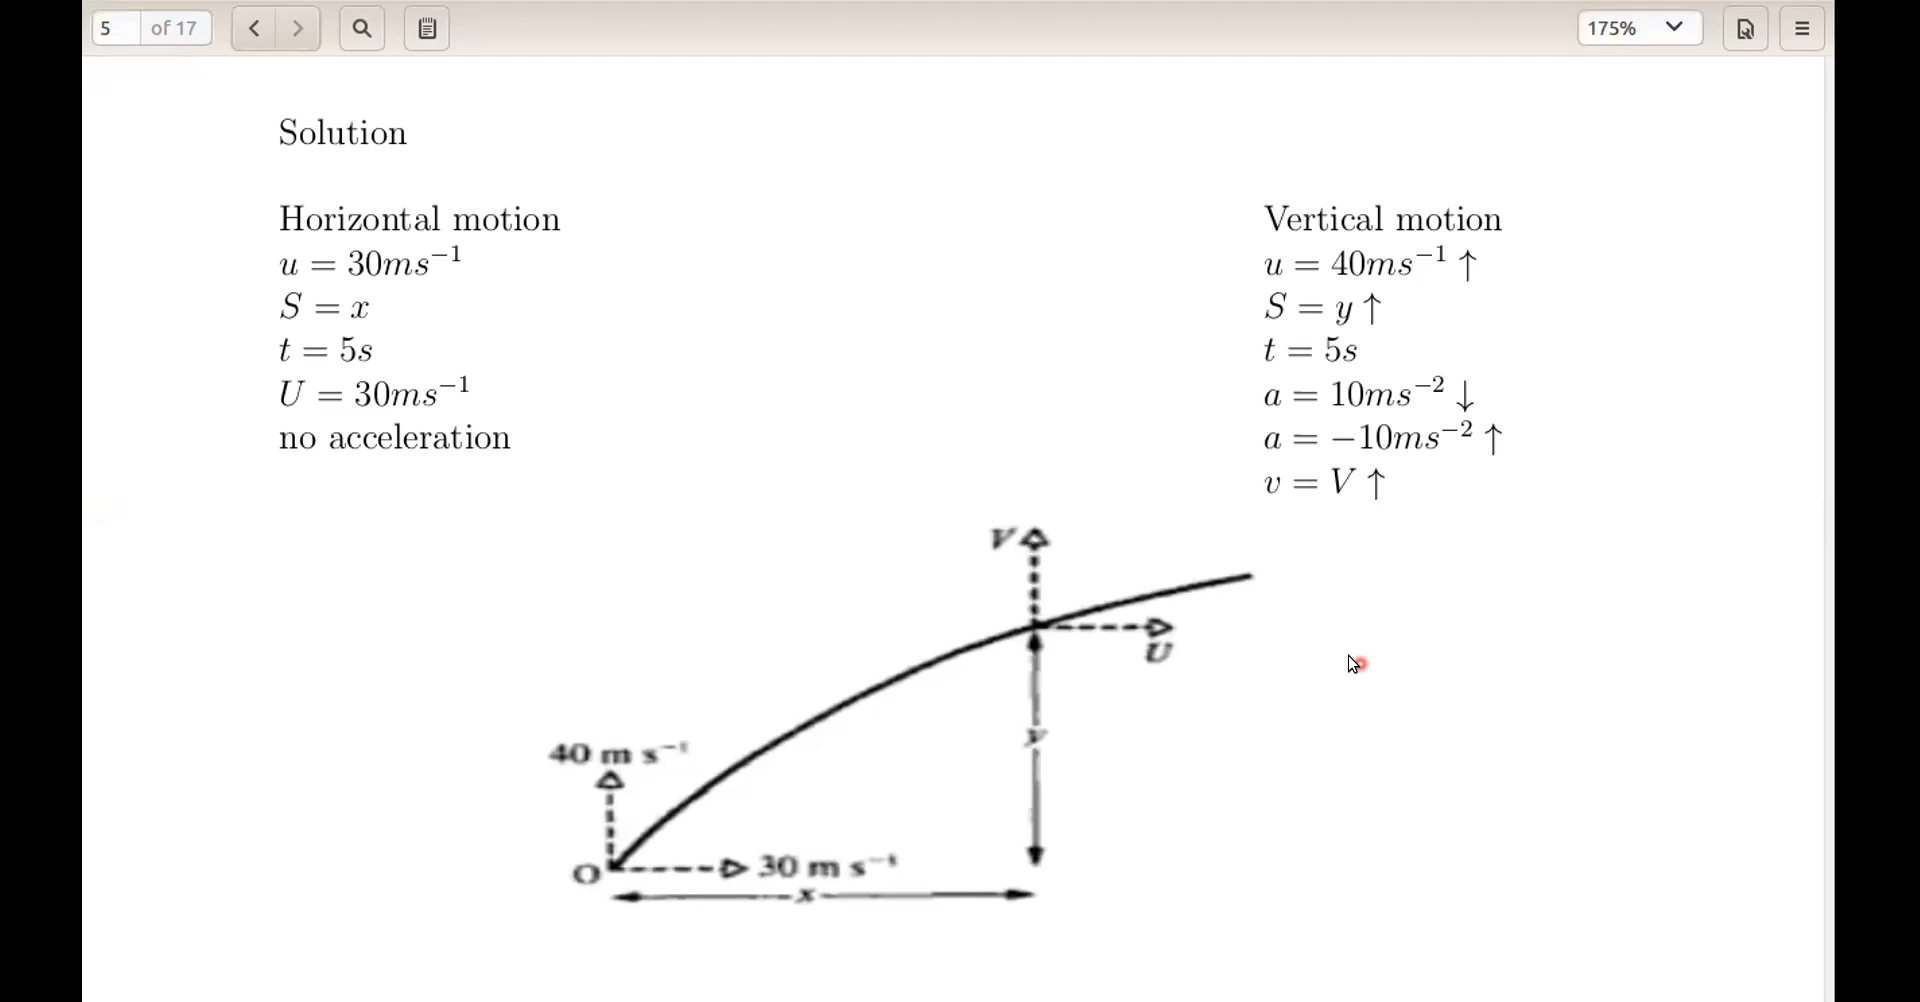 5 of 17
175%
Solution
Horizontal motion
u = 30ms⁻¹
S = x
t = 5s
U = 30ms⁻¹
no acceleration
Vertical motion
u = 40ms⁻¹ ↑
S = y ↑
t = 5s
a = 10ms⁻² ↓
a = −10ms⁻² ↑
v = V ↑
V
U
y
40 m s⁻¹
O
30 m s⁻¹
x